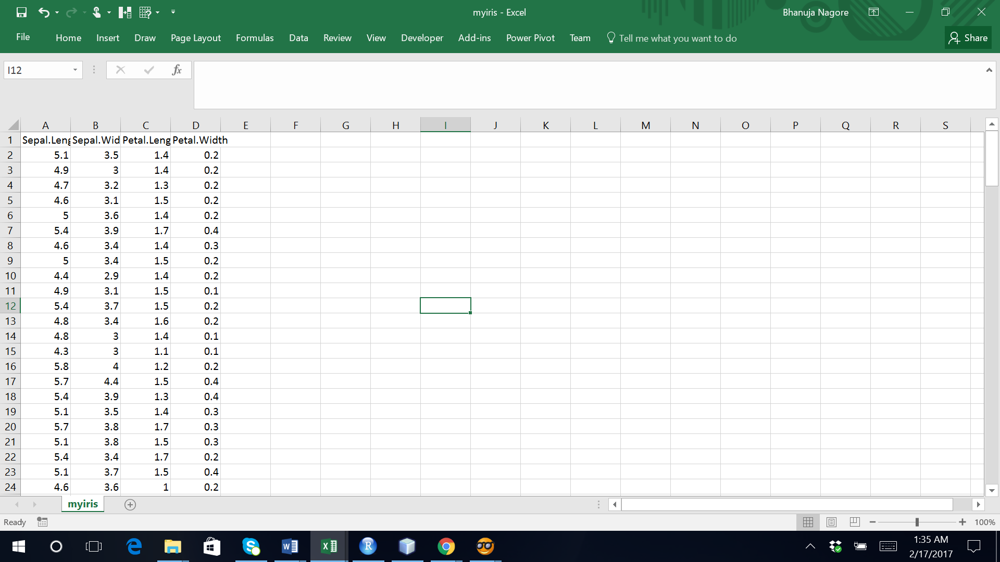 myiris - Excel
Bhanuja Nagore
File Home Insert Draw Page Layout Formulas Data Review View Developer Add-ins Power Pivot Team Tell me what you want to do Share
I12 fx
A B C D E F G H I J K L M N O P Q R S
1 Sepal.Leng Sepal.Wid Petal.Leng Petal.Width
2 5.1 3.5 1.4 0.2
3 4.9 3 1.4 0.2
4 4.7 3.2 1.3 0.2
5 4.6 3.1 1.5 0.2
6 5 3.6 1.4 0.2
7 5.4 3.9 1.7 0.4
8 4.6 3.4 1.4 0.3
9 5 3.4 1.5 0.2
10 4.4 2.9 1.4 0.2
11 4.9 3.1 1.5 0.1
12 5.4 3.7 1.5 0.2
13 4.8 3.4 1.6 0.2
14 4.8 3 1.4 0.1
15 4.3 3 1.1 0.1
16 5.8 4 1.2 0.2
17 5.7 4.4 1.5 0.4
18 5.4 3.9 1.3 0.4
19 5.1 3.5 1.4 0.3
20 5.7 3.8 1.7 0.3
21 5.1 3.8 1.5 0.3
22 5.4 3.4 1.7 0.2
23 5.1 3.7 1.5 0.4
24 4.6 3.6 1 0.2
myiris
Ready 100%
1:35 AM
2/17/2017